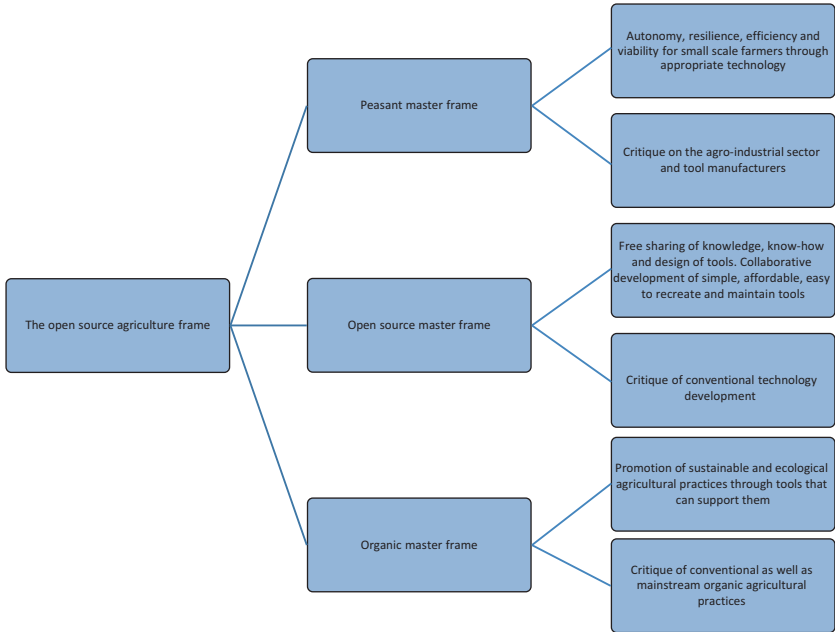 The open source agriculture frame
Peasant master frame
Autonomy, resilience, efficiency and
viability for small scale farmers through
appropriate technology
Critique on the agro-industrial sector
and tool manufacturers
Open source master frame
Free sharing of knowledge, know-how
and design of tools. Collaborative
development of simple, affordable, easy
to recreate and maintain tools
Critique of conventional technology
development
Organic master frame
Promotion of sustainable and ecological
agricultural practices through tools that
can support them
Critique of conventional as well as
mainstream organic agricultural
practices